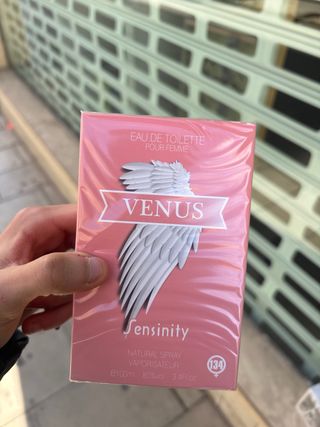 EAU DE TOILETTE
POUR FEMME
VENUS
Sensinity
NATURAL SPRAY
VAPORISATEUR
134